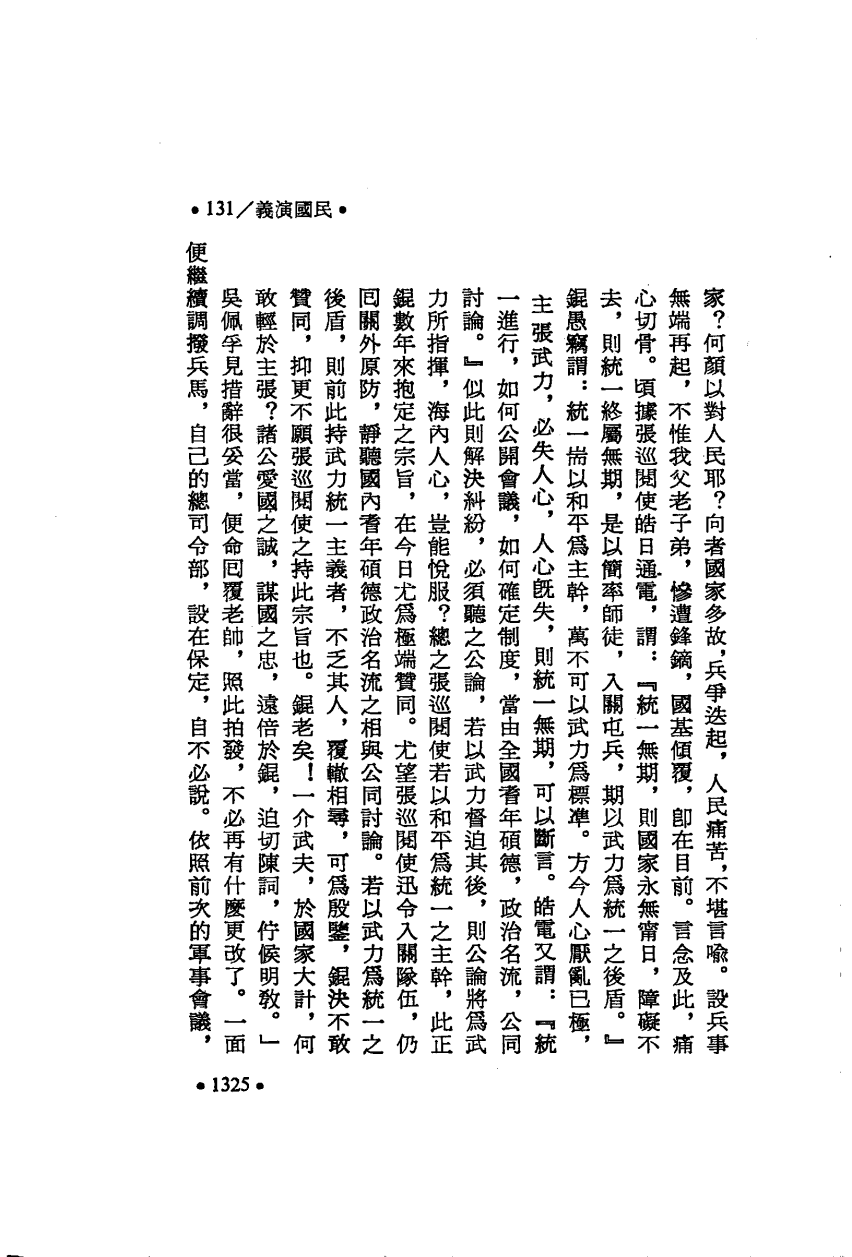 •131/義演國民•
家？何顏以對人民耶？向者國家多故，兵爭迭起，人民痛苦，不堪言喩。設兵事
無端再起，不惟我父老子弟，慘遭鋒鏑，國基傾覆，卽在目前。言念及此，痛
心切骨。頃據張巡閱使皓日通電，謂：『統一無期，則國家永無甯日，障礙不
去，則統一終屬無期，是以簡率師徒，入關屯兵，期以武力爲統一之後盾。』
錕愚竊謂：統一耑以和平爲主幹，萬不可以武力爲標準。方今人心厭亂已極，
主張武力，必失人心，人心旣失，則統一無期，可以斷言。皓電又謂：『統
一進行，如何公開會議，如何確定制度，當由全國耆年碩德，政治名流，公同
討論。』似此則解決糾紛，必須聽之公論，若以武力督迫其後，則公論將爲武
力所指揮，海內人心，豈能悅服？總之張巡閱使若以和平爲統一之主幹，此正
錕數年來抱定之宗旨，在今日尤爲極端贊同。尤望張巡閱使迅令入關隊伍，仍
囘關外原防，靜聽國內耆年碩德政治名流之相與公同討論。若以武力爲統一之
後盾，則前此持武力統一主義者，不乏其人，覆轍相尋，可爲殷鑒，錕決不敢
贊同，抑更不願張巡閱使之持此宗旨也。錕老矣！一介武夫，於國家大計，何
敢輕於主張？諸公愛國之誠，謀國之忠，遠倍於錕，迫切陳詞，佇候明敎。」
吳佩孚見措辭很妥當，便命囘覆老帥，照此拍發，不必再有什麽更改了。一面
便繼續調撥兵馬，自己的總司令部，設在保定，自不必說。依照前次的軍事會議，
•1325•